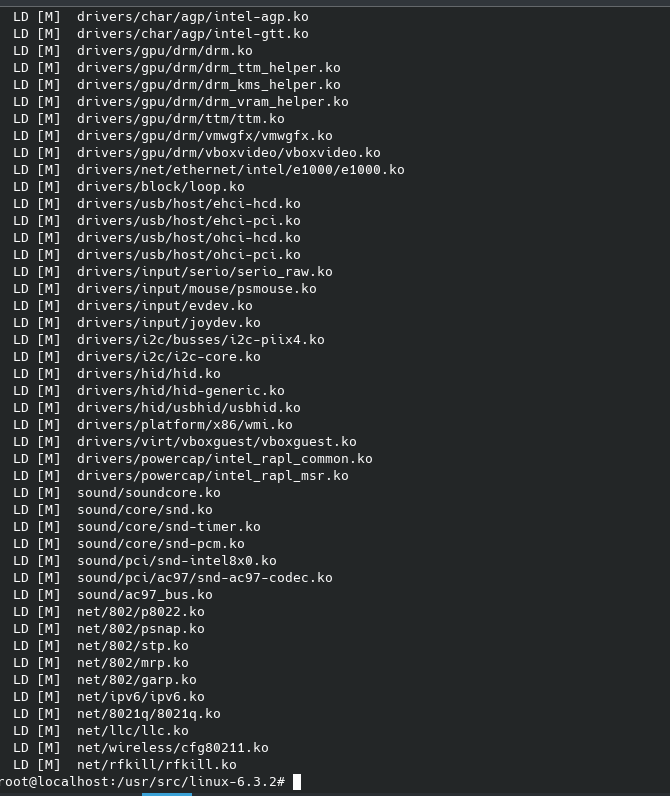 LD [M]  drivers/char/agp/intel-agp.ko
LD [M]  drivers/char/agp/intel-gtt.ko
LD [M]  drivers/gpu/drm/drm.ko
LD [M]  drivers/gpu/drm/drm_ttm_helper.ko
LD [M]  drivers/gpu/drm/drm_kms_helper.ko
LD [M]  drivers/gpu/drm/drm_vram_helper.ko
LD [M]  drivers/gpu/drm/ttm/ttm.ko
LD [M]  drivers/gpu/drm/vmwgfx/vmwgfx.ko
LD [M]  drivers/gpu/drm/vboxvideo/vboxvideo.ko
LD [M]  drivers/net/ethernet/intel/e1000/e1000.ko
LD [M]  drivers/block/loop.ko
LD [M]  drivers/usb/host/ehci-hcd.ko
LD [M]  drivers/usb/host/ehci-pci.ko
LD [M]  drivers/usb/host/ohci-hcd.ko
LD [M]  drivers/usb/host/ohci-pci.ko
LD [M]  drivers/input/serio/serio_raw.ko
LD [M]  drivers/input/mouse/psmouse.ko
LD [M]  drivers/input/evdev.ko
LD [M]  drivers/input/joydev.ko
LD [M]  drivers/i2c/busses/i2c-piix4.ko
LD [M]  drivers/i2c/i2c-core.ko
LD [M]  drivers/hid/hid.ko
LD [M]  drivers/hid/hid-generic.ko
LD [M]  drivers/hid/usbhid/usbhid.ko
LD [M]  drivers/platform/x86/wmi.ko
LD [M]  drivers/virt/vboxguest/vboxguest.ko
LD [M]  drivers/powercap/intel_rapl_common.ko
LD [M]  drivers/powercap/intel_rapl_msr.ko
LD [M]  sound/soundcore.ko
LD [M]  sound/core/snd.ko
LD [M]  sound/core/snd-timer.ko
LD [M]  sound/core/snd-pcm.ko
LD [M]  sound/pci/snd-intel8x0.ko
LD [M]  sound/pci/ac97/snd-ac97-codec.ko
LD [M]  sound/ac97_bus.ko
LD [M]  net/802/p8022.ko
LD [M]  net/802/psnap.ko
LD [M]  net/802/stp.ko
LD [M]  net/802/mrp.ko
LD [M]  net/802/garp.ko
LD [M]  net/ipv6/ipv6.ko
LD [M]  net/8021q/8021q.ko
LD [M]  net/llc/llc.ko
LD [M]  net/wireless/cfg80211.ko
LD [M]  net/rfkill/rfkill.ko
root@localhost:/usr/src/linux-6.3.2#